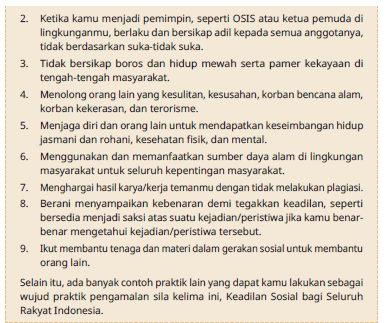 2. Ketika kamu menjadi pemimpin, seperti OSIS atau ketua pemuda di
lingkunganmu, berlaku dan bersikap adil kepada semua anggotanya,
tidak berdasarkan suka-tidak suka.
3. Tidak bersikap boros dan hidup mewah serta pamer kekayaan di
tengah-tengah masyarakat.
4. Menolong orang lain yang kesulitan, kesusahan, korban bencana alam,
korban kekerasan, dan terorisme.
5. Menjaga diri dan orang lain untuk mendapatkan keseimbangan hidup
jasmani dan rohani, kesehatan fisik, dan mental.
6. Menggunakan dan memanfaatkan sumber daya alam di lingkungan
masyarakat untuk seluruh kepentingan masyarakat.
7. Menghargai hasil karya/kerja temanmu dengan tidak melakukan plagiasi.
8. Berani menyampaikan kebenaran demi tegakkan keadilan, seperti
bersedia menjadi saksi atas suatu kejadian/peristiwa jika kamu benar-
benar mengetahui kejadian/peristiwa tersebut.
9. Ikut membantu tenaga dan materi dalam gerakan sosial untuk membantu
orang lain.
Selain itu, ada banyak contoh praktik lain yang dapat kamu lakukan sebagai
wujud praktik pengamalan sila kelima ini, Keadilan Sosial bagi Seluruh
Rakyat Indonesia.